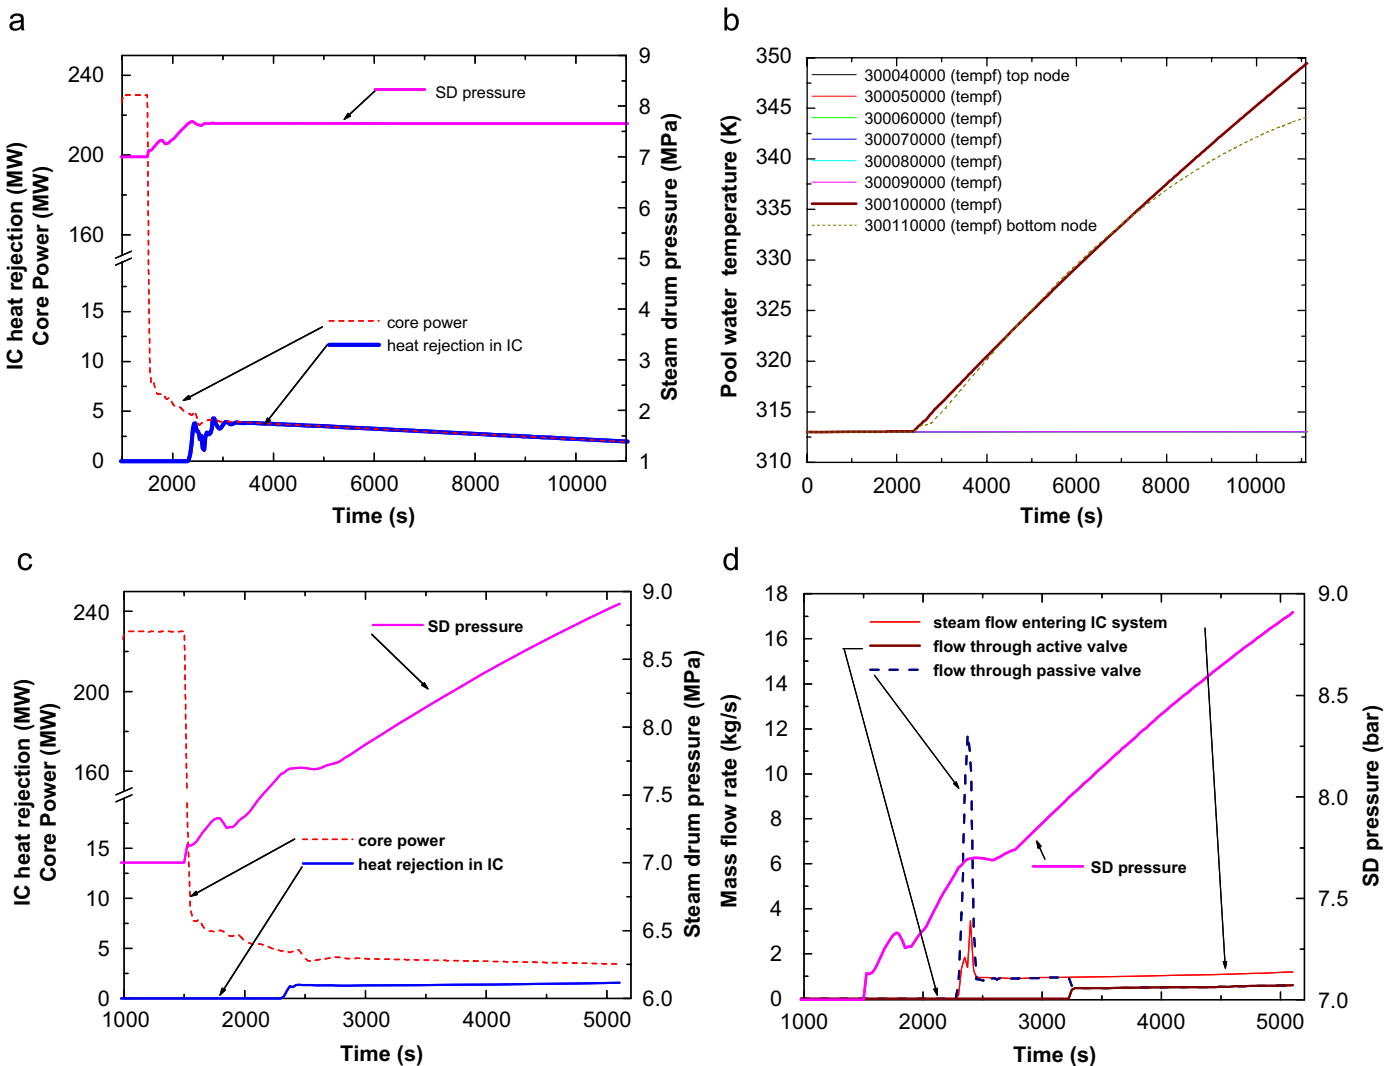 a
IC heat rejection (MW)
Core Power (MW)
240
200
160
15
10
5
0
9
8
7
6
5
4
3
2
1
Steam drum pressure (MPa)
SD pressure
core power
heat rejection in IC
2000 4000 6000 8000 10000
Time (s)
b
Pool water temperature (K)
350
345
340
335
330
325
320
315
310
300040000 (tempf) top node
300050000 (tempf)
300060000 (tempf)
300070000 (tempf)
300080000 (tempf)
300090000 (tempf)
300100000 (tempf)
300110000 (tempf) bottom node
0 2000 4000 6000 8000 10000
Time (s)
c
IC heat rejection (MW)
Core Power (MW)
240
200
160
15
10
5
0
9.0
8.5
8.0
7.5
7.0
6.5
6.0
Steam drum pressure (MPa)
SD pressure
core power
heat rejection in IC
1000 2000 3000 4000 5000
Time (s)
d
Mass flow rate (kg/s)
18
16
14
12
10
8
6
4
2
0
9.0
8.5
8.0
7.5
7.0
SD pressure (bar)
steam flow entering IC system
flow through active valve
flow through passive valve
SD pressure
1000 2000 3000 4000 5000
Time (s)